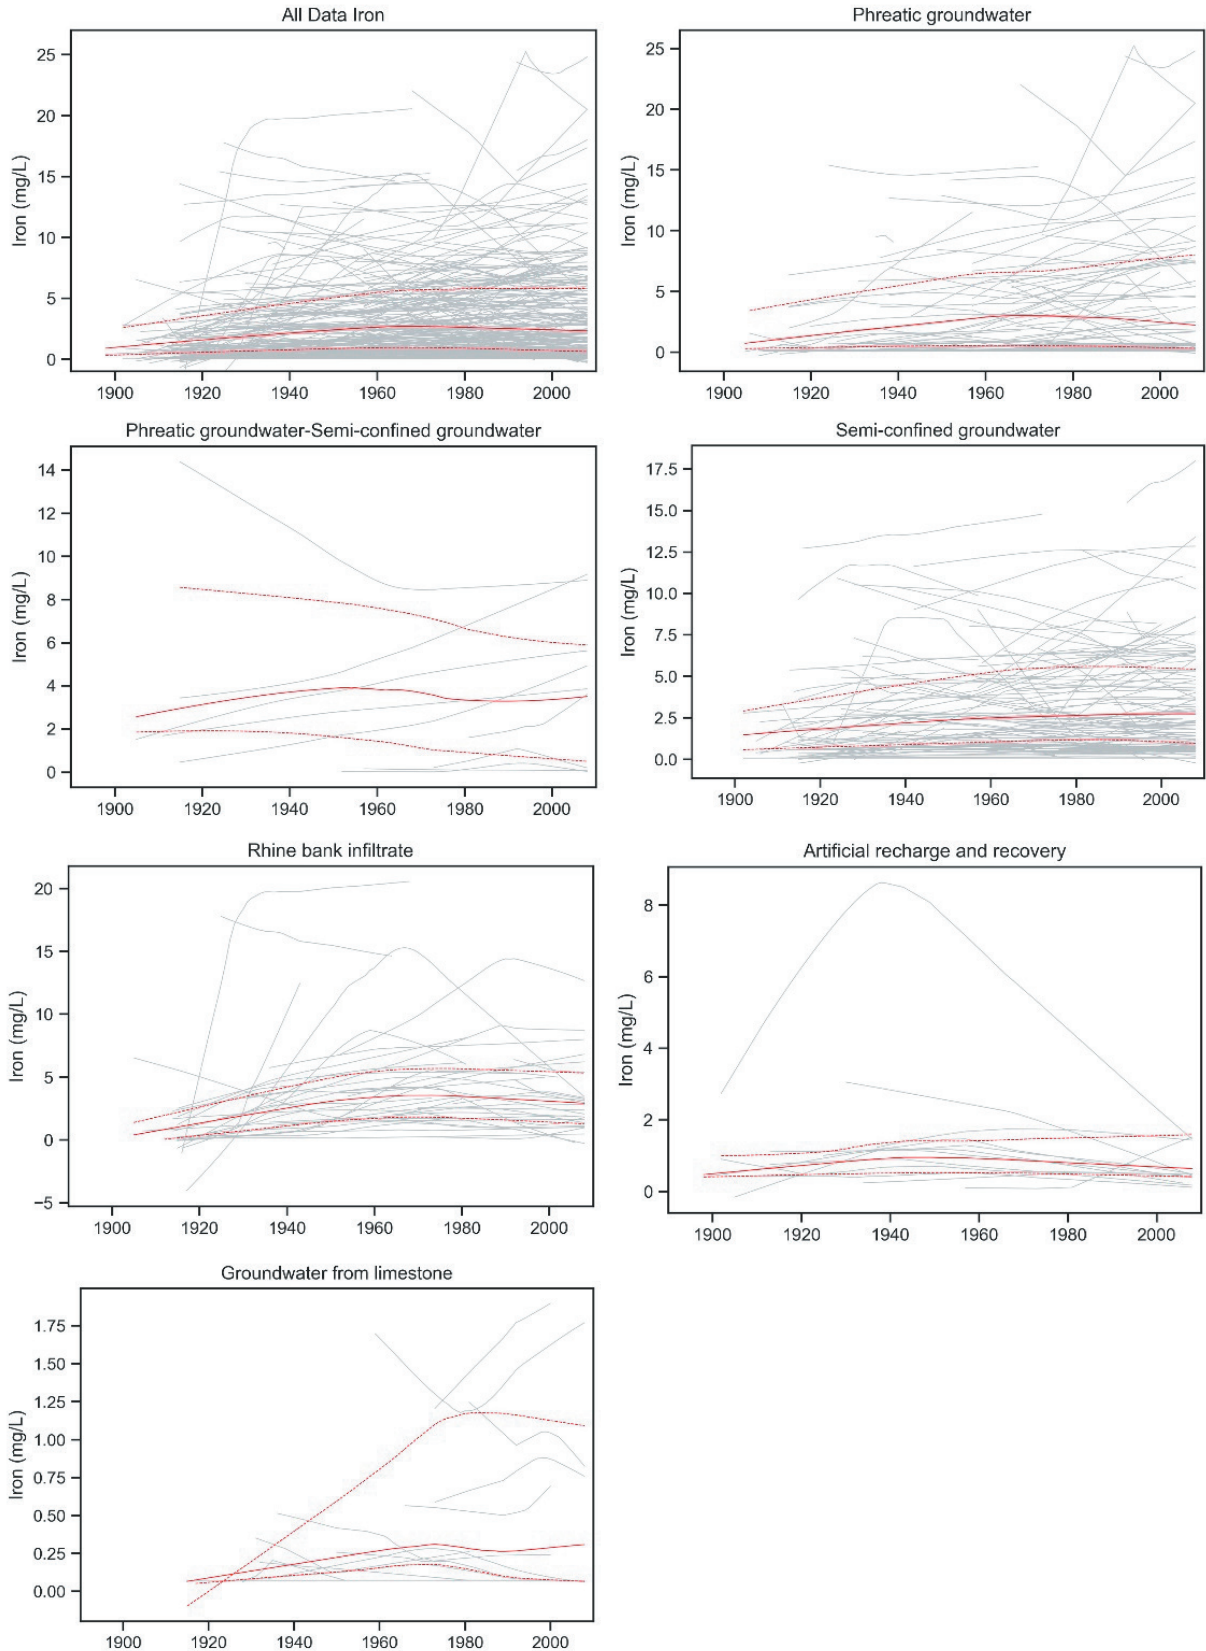 All Data Iron
Iron (mg/L)
25
20
15
10
5
0
1900 1920 1940 1960 1980 2000
Phreatic groundwater
Iron (mg/L)
25
20
15
10
5
0
1900 1920 1940 1960 1980 2000
Phreatic groundwater-Semi-confined groundwater
Iron (mg/L)
14
12
10
8
6
4
2
0
1900 1920 1940 1960 1980 2000
Semi-confined groundwater
Iron (mg/L)
17.5
15.0
12.5
10.0
7.5
5.0
2.5
0.0
1900 1920 1940 1960 1980 2000
Rhine bank infiltrate
Iron (mg/L)
20
15
10
5
0
−5
1900 1920 1940 1960 1980 2000
Artificial recharge and recovery
Iron (mg/L)
8
6
4
2
0
1900 1920 1940 1960 1980 2000
Groundwater from limestone
Iron (mg/L)
1.75
1.50
1.25
1.00
0.75
0.50
0.25
0.00
1900 1920 1940 1960 1980 2000